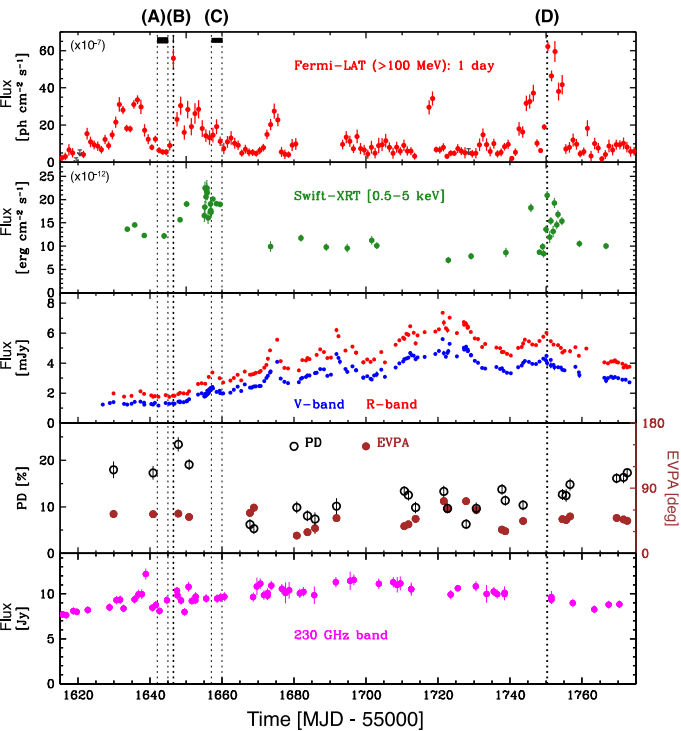 (A) (B) (C) (D)
(x10-7)
Fermi-LAT (>100 MeV): 1 day
Flux
[ph cm-2 s-1]
60
40
20
0
(x10-12)
Swift-XRT [0.5-5 keV]
Flux
[erg cm-2 s-1]
25
20
15
10
5
0
Flux
[mJy]
8
6
4
2
0
V-band R-band
PD EVPA
PD [%]
20
10
0
180
90
0
EVPA [deg]
Flux
[Jy]
10
5
0
230 GHz band
1620 1640 1660 1680 1700 1720 1740 1760
Time [MJD - 55000]